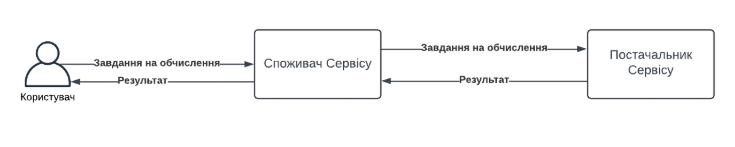 Завдання на обчислення
Результат
Користувач
Споживач Сервісу
Завдання на обчислення
Результат
Постачальник
Сервісу